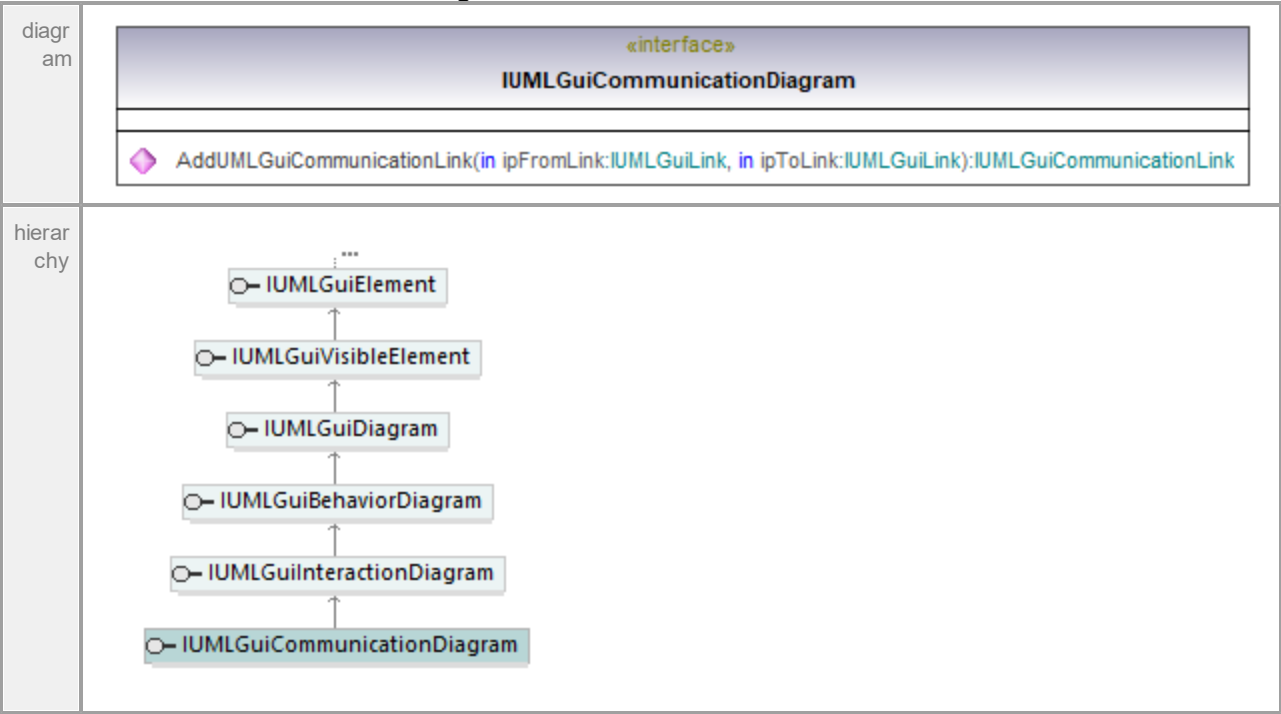 diagr
am
«interface»
IUMLGuiCommunicationDiagram
AddUMLGuiCommunicationLink(in ipFromLink:IUMLGuiLink, in ipToLink:IUMLGuiLink):IUMLGuiCommunicationLink
hierar
chy
...
IUMLGuiElement
IUMLGuiVisibleElement
IUMLGuiDiagram
IUMLGuiBehaviorDiagram
IUMLGuiInteractionDiagram
IUMLGuiCommunicationDiagram